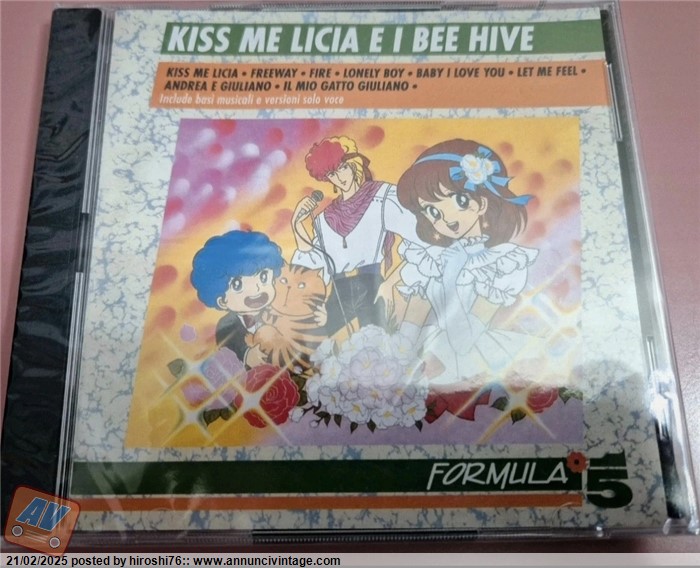 KISS ME LICIA E I BEE HIVE
KISS ME LICIA • FREEWAY • FIRE • LONELY BOY • BABY I LOVE YOU • LET ME FEEL •
ANDREA E GIULIANO • IL MIO GATTO GIULIANO •
Include basi musicali e versioni solo voce
FORMULA
5
AV
21/02/2025 posted by hiroshi76:: www.annuncivintage.com